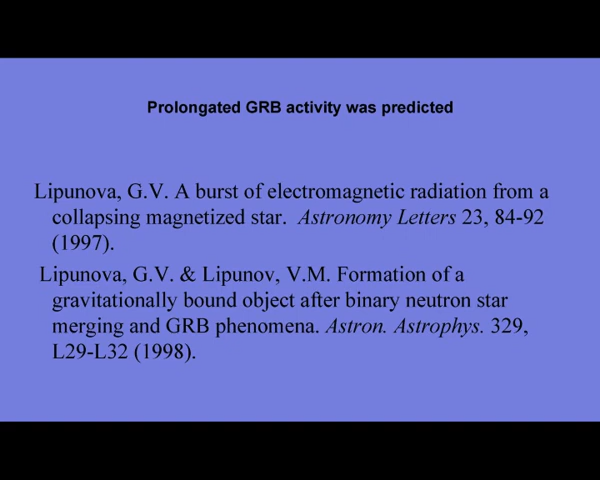 Prolongated GRB activity was predicted
Lipunova, G.V. A burst of electromagnetic radiation from a
collapsing magnetized star. Astronomy Letters 23, 84-92
(1997).
Lipunova, G.V. & Lipunov, V.M. Formation of a
gravitationally bound object after binary neutron star
merging and GRB phenomena. Astron. Astrophys. 329,
L29-L32 (1998).